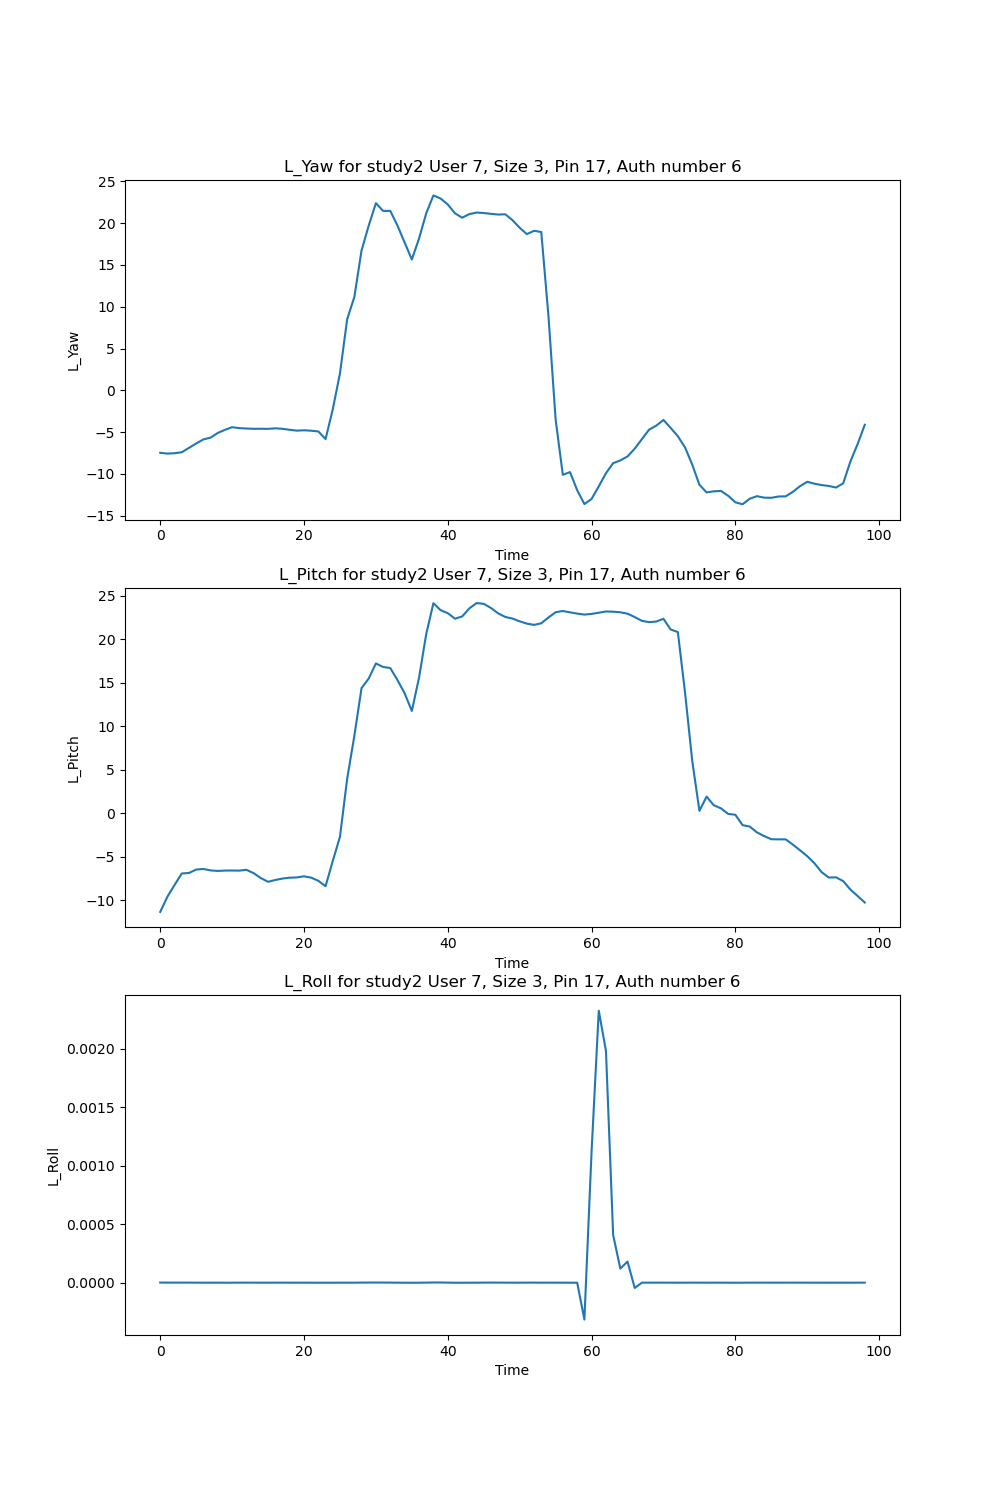 L_Yaw for study2 User 7, Size 3, Pin 17, Auth number 6
25
20
15
10
5
0
−5
−10
−15
L_Yaw
0 20 40 60 80 100
Time
L_Pitch for study2 User 7, Size 3, Pin 17, Auth number 6
25
20
15
10
5
0
−5
−10
L_Pitch
0 20 40 60 80 100
Time
L_Roll for study2 User 7, Size 3, Pin 17, Auth number 6
0.0020
0.0015
0.0010
0.0005
0.0000
L_Roll
0 20 40 60 80 100
Time